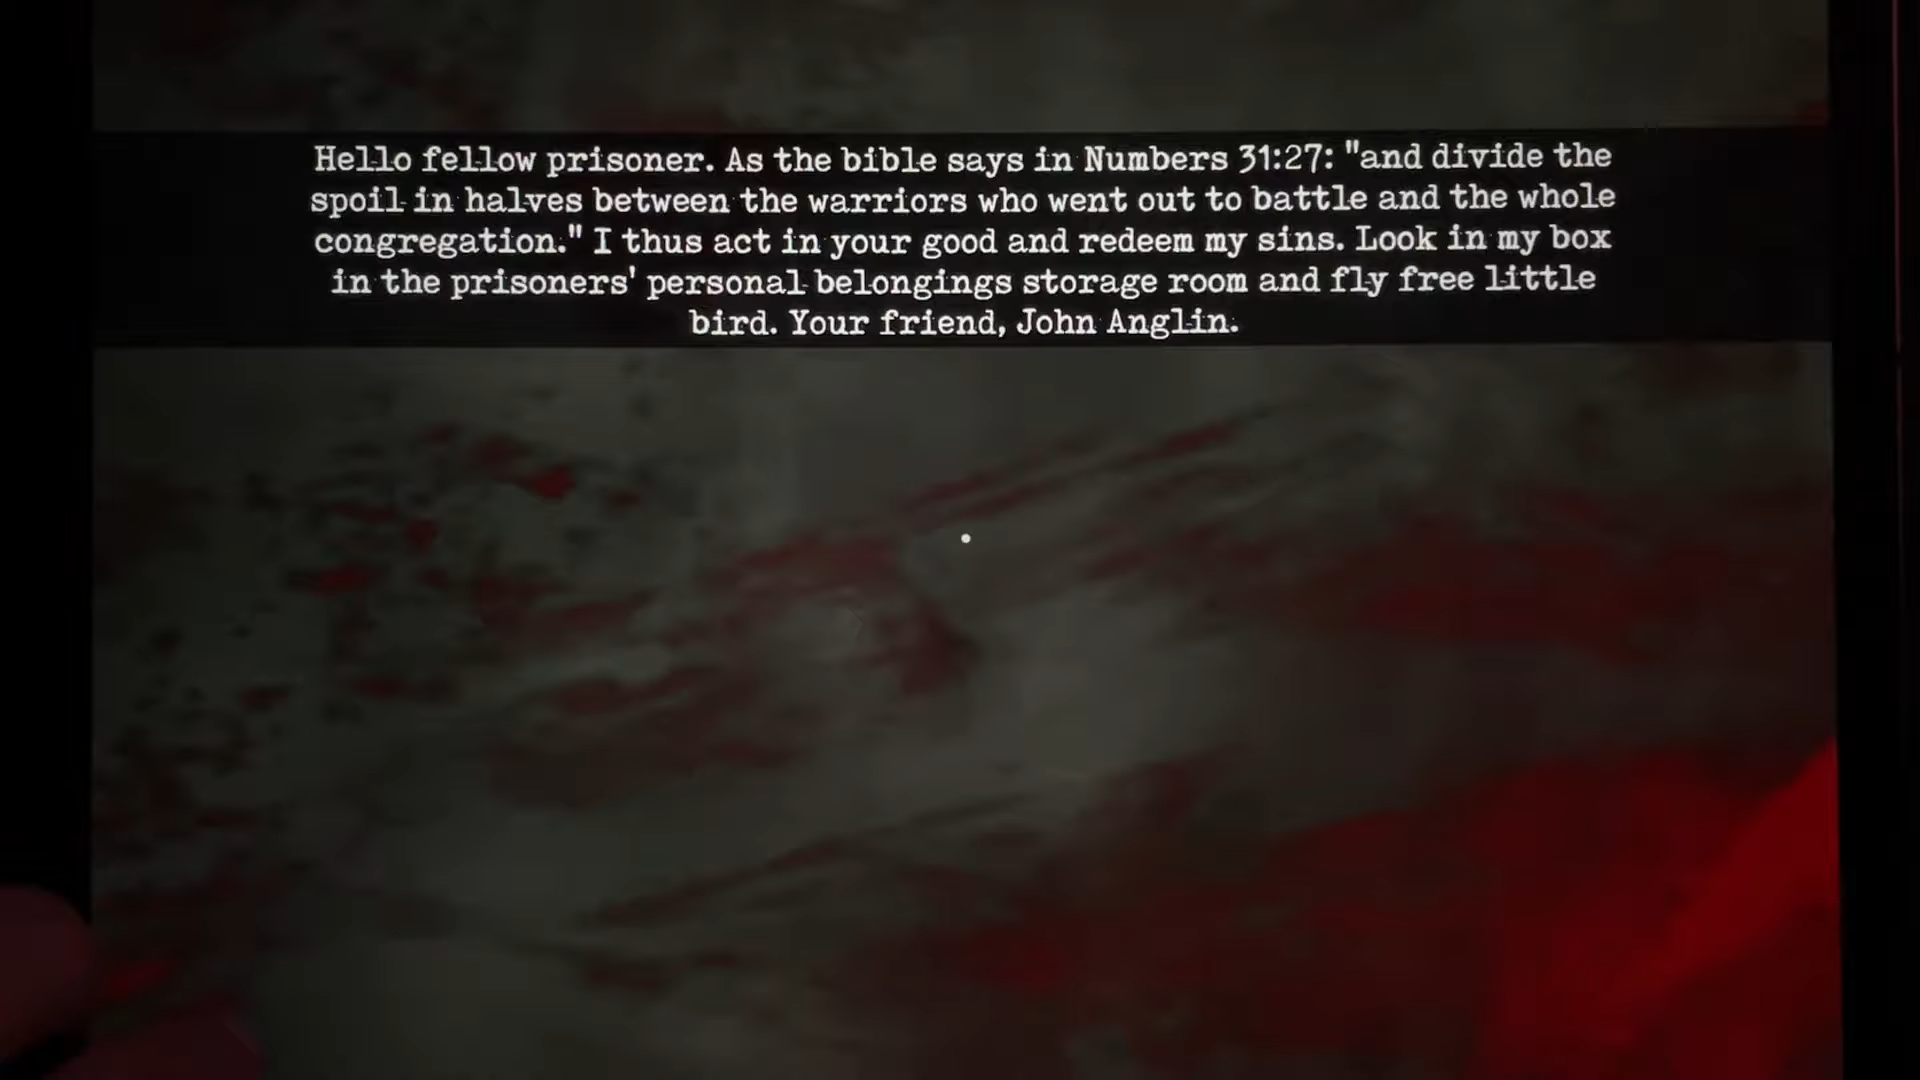 Hello fellow prisoner. As the bible says in Numbers 31:27: "and divide the
spoil in halves between the warriors who went out to battle and the whole
congregation." I thus act in your good and redeem my sins. Look in my box
in the prisoners' personal belongings storage room and fly free little
bird. Your friend, John Anglin.